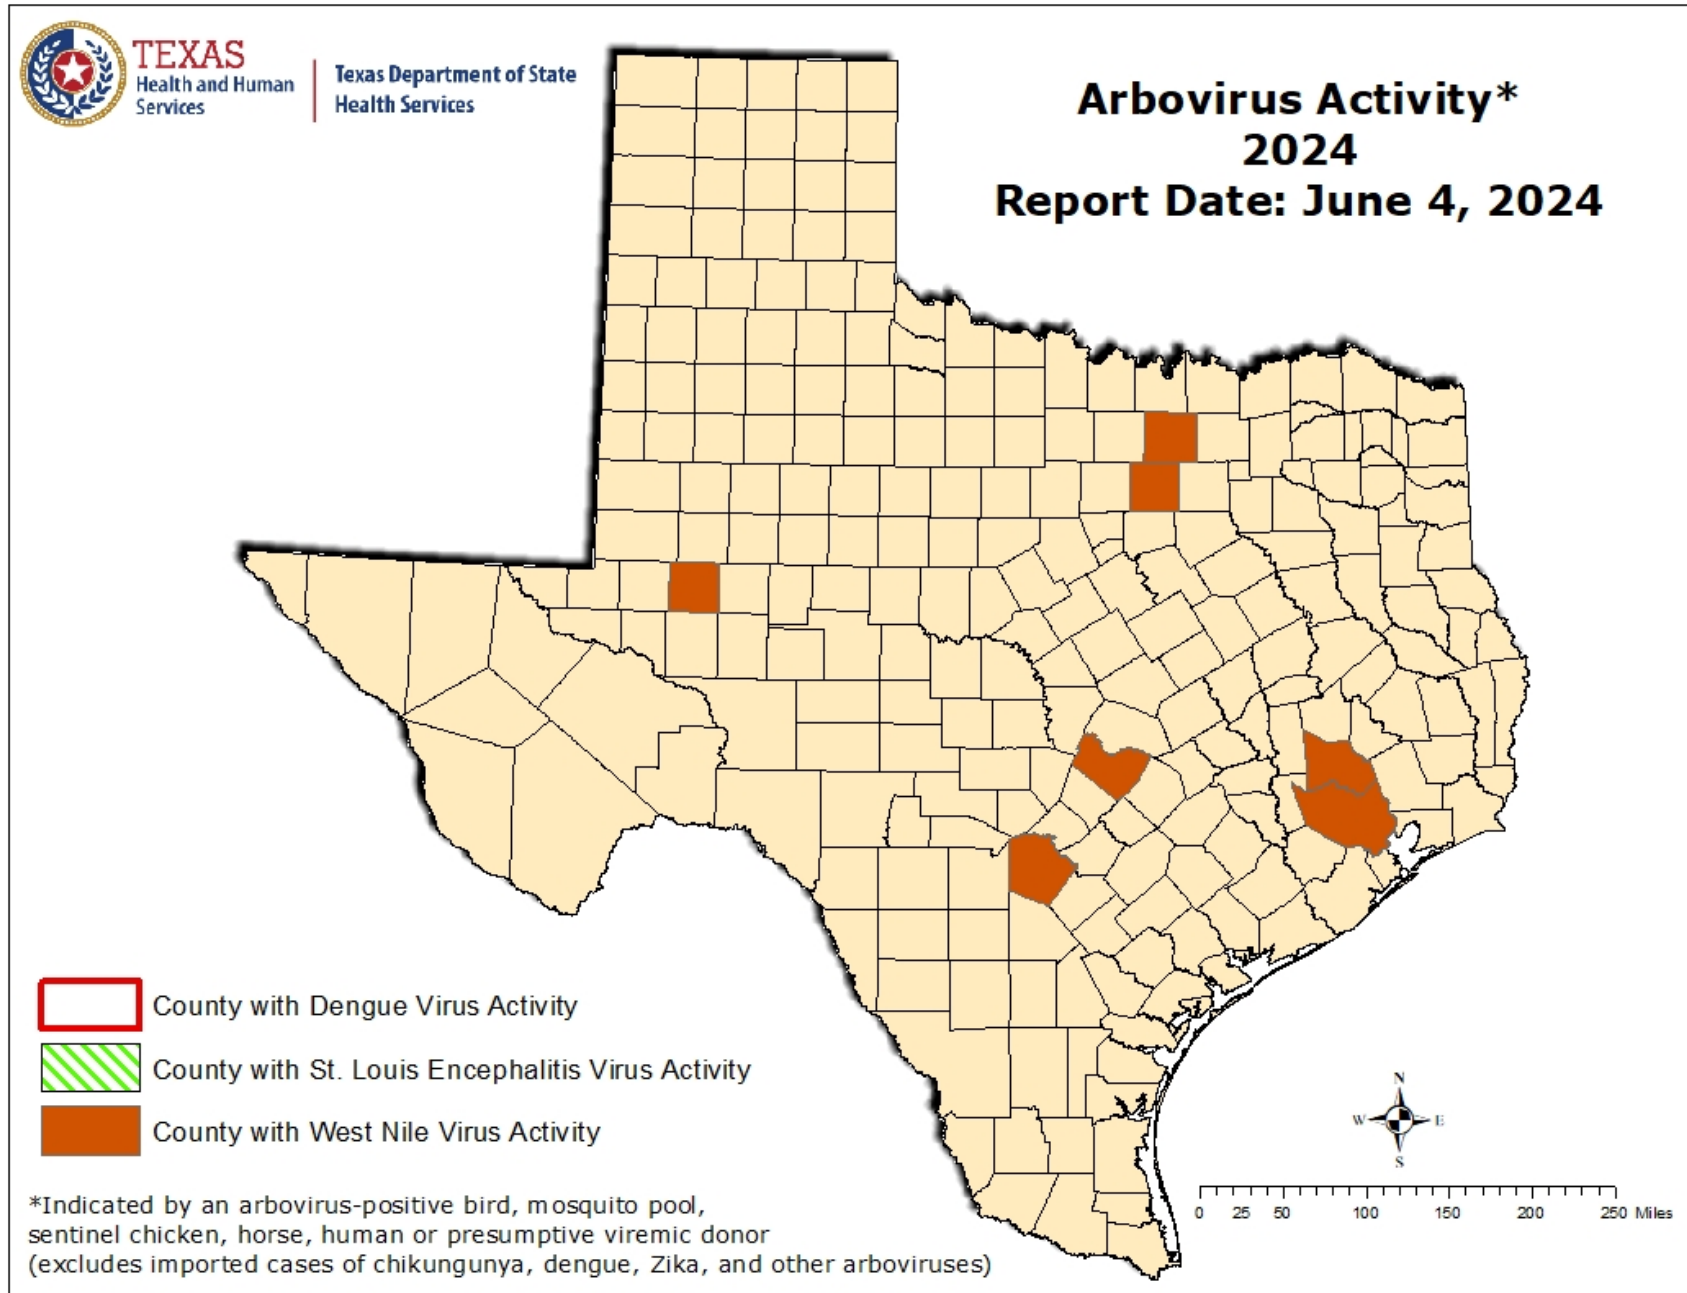 TEXAS
Health and Human
Services
Texas Department of State
Health Services
Arbovirus Activity*
2024
Report Date: June 4, 2024
County with Dengue Virus Activity
County with St. Louis Encephalitis Virus Activity
County with West Nile Virus Activity
*Indicated by an arbovirus-positive bird, mosquito pool,
sentinel chicken, horse, human or presumptive viremic donor
(excludes imported cases of chikungunya, dengue, Zika, and other arboviruses)
N
W E
S
0 25 50 100 150 200 250 Miles